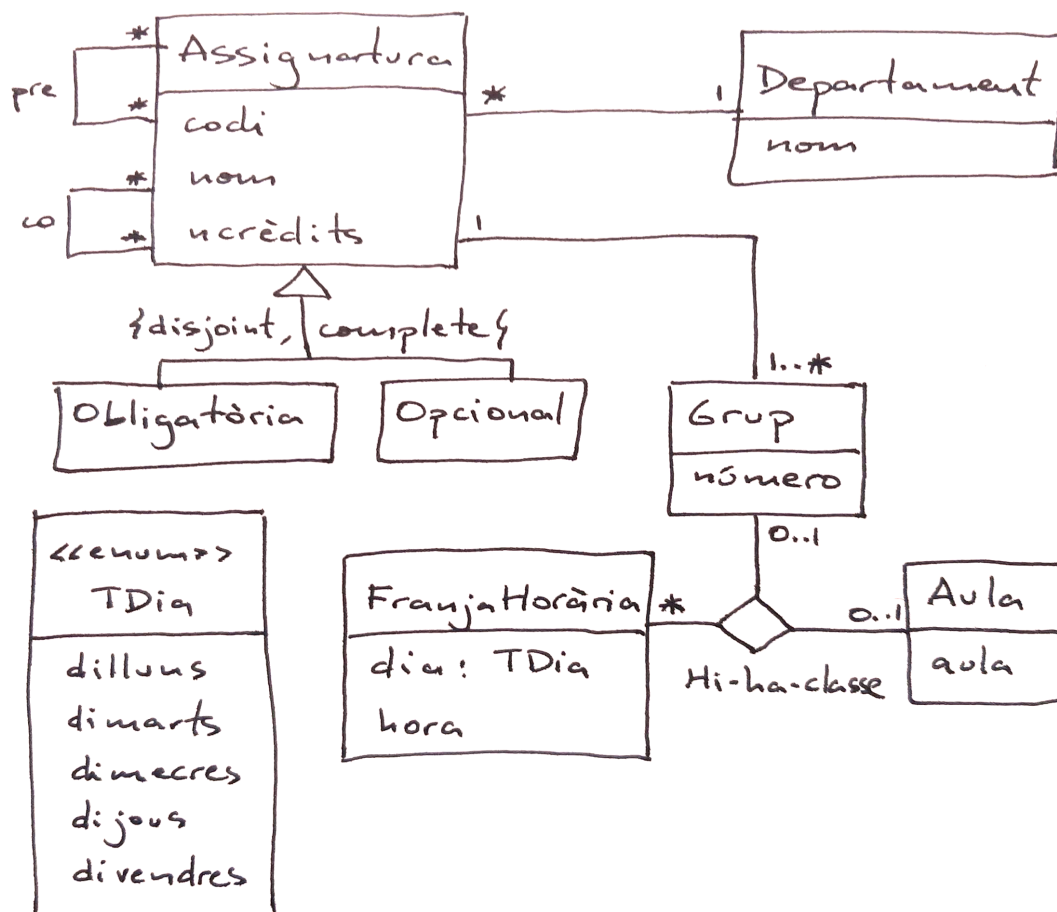 *
Assignatura
pre
*
codi
*
nom
co
*
ncrèdits
*
1
Departament
nom
1
{disjoint, complete}
Obligatòria
Opcional
1..*
Grup
número
0..1
<<enum>>
TDia
dilluns
dimarts
dimecres
dijous
divendres
FranjaHorària
dia: TDia
hora
*
Hi-ha-classe
0..1
Aula
aula